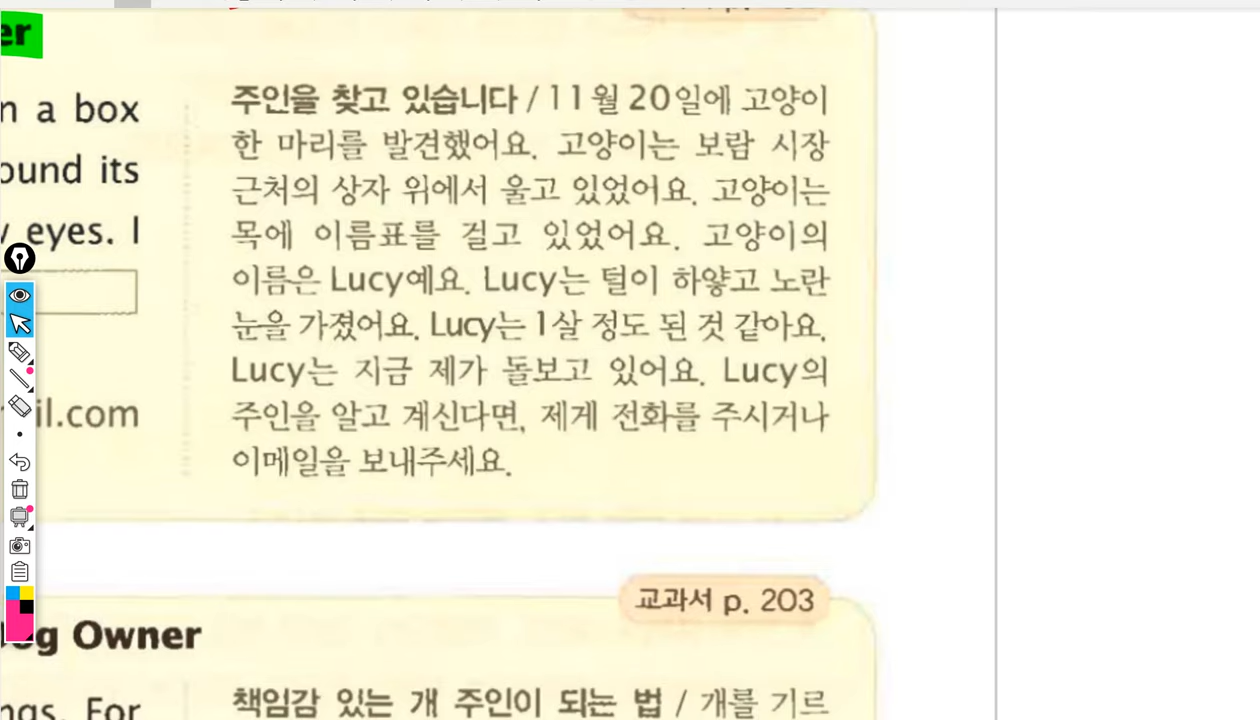 er
n a box
ound its
y eyes. I
il.com
주인을 찾고 있습니다 / 11월 20일에 고양이
한 마리를 발견했어요. 고양이는 보람 시장
근처의 상자 위에서 울고 있었어요. 고양이는
목에 이름표를 걸고 있었어요. 고양이의
이름은 Lucy예요. Lucy는 털이 하얗고 노란
눈을 가졌어요. Lucy는 1살 정도 된 것 같아요.
Lucy는 지금 제가 돌보고 있어요. Lucy의
주인을 알고 계신다면, 제게 전화를 주시거나
이메일을 보내주세요.
교과서 p. 203
og Owner
ngs. For
책임감 있는 개 주인이 되는 법 / 개를 기르